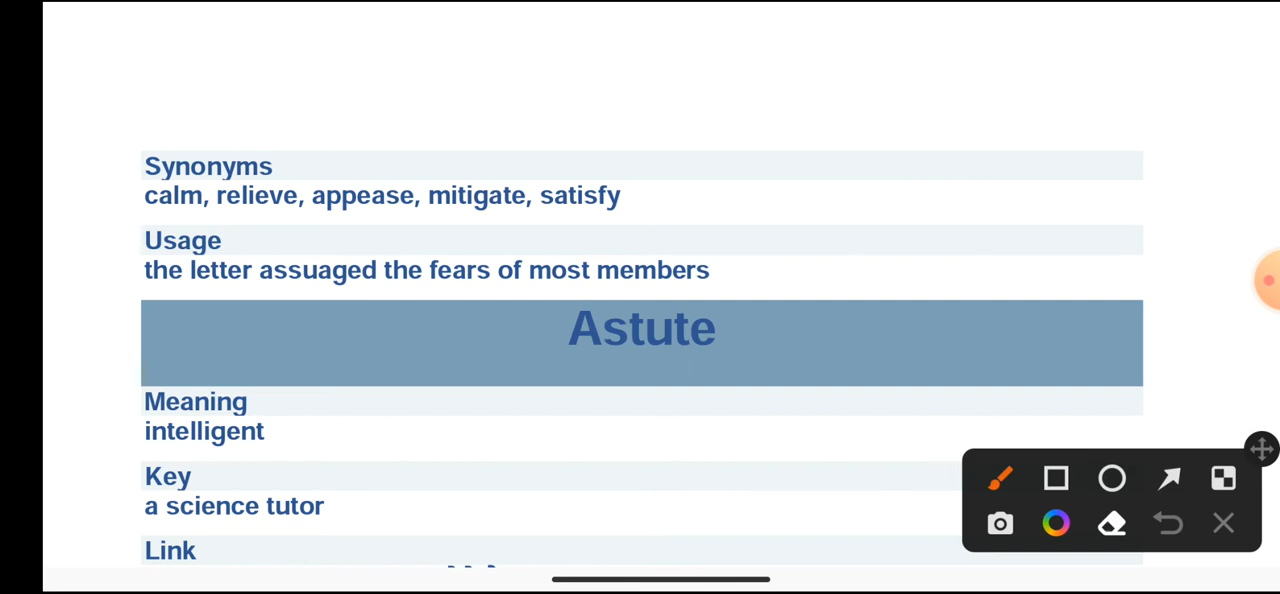 Synonyms
calm, relieve, appease, mitigate, satisfy
Usage
the letter assuaged the fears of most members
Astute
Meaning
intelligent
Key
a science tutor
Link